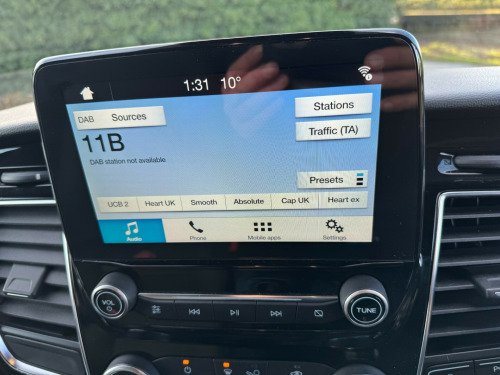 1:31 10°
DAB Sources
Stations
11B
Traffic (TA)
DAB station not available
Presets
UCB 2 Heart UK Smooth Absolute Cap UK Heart ex
Audio Phone Mobile apps Settings
VOL
TUNE